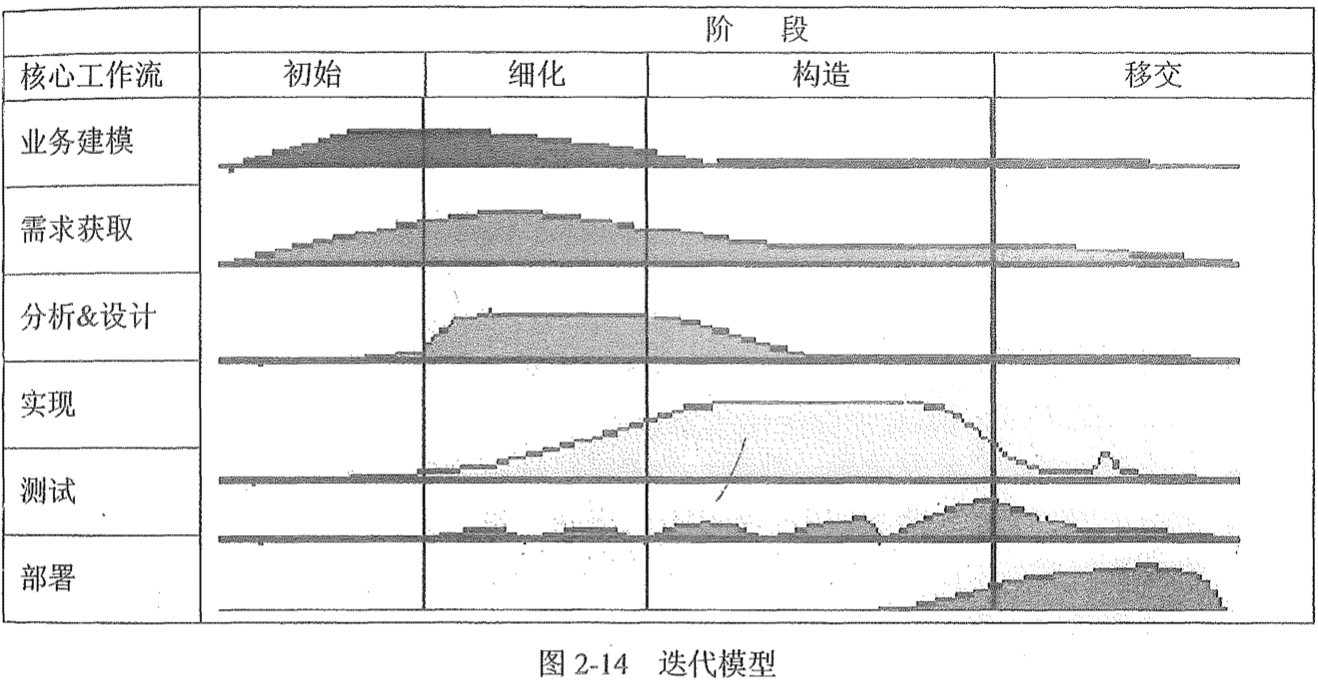 阶 段
核心工作流 初始 细化 构造 移交
业务建模
需求获取
分析&设计
实现
测试
部署
图 2-14 迭代模型